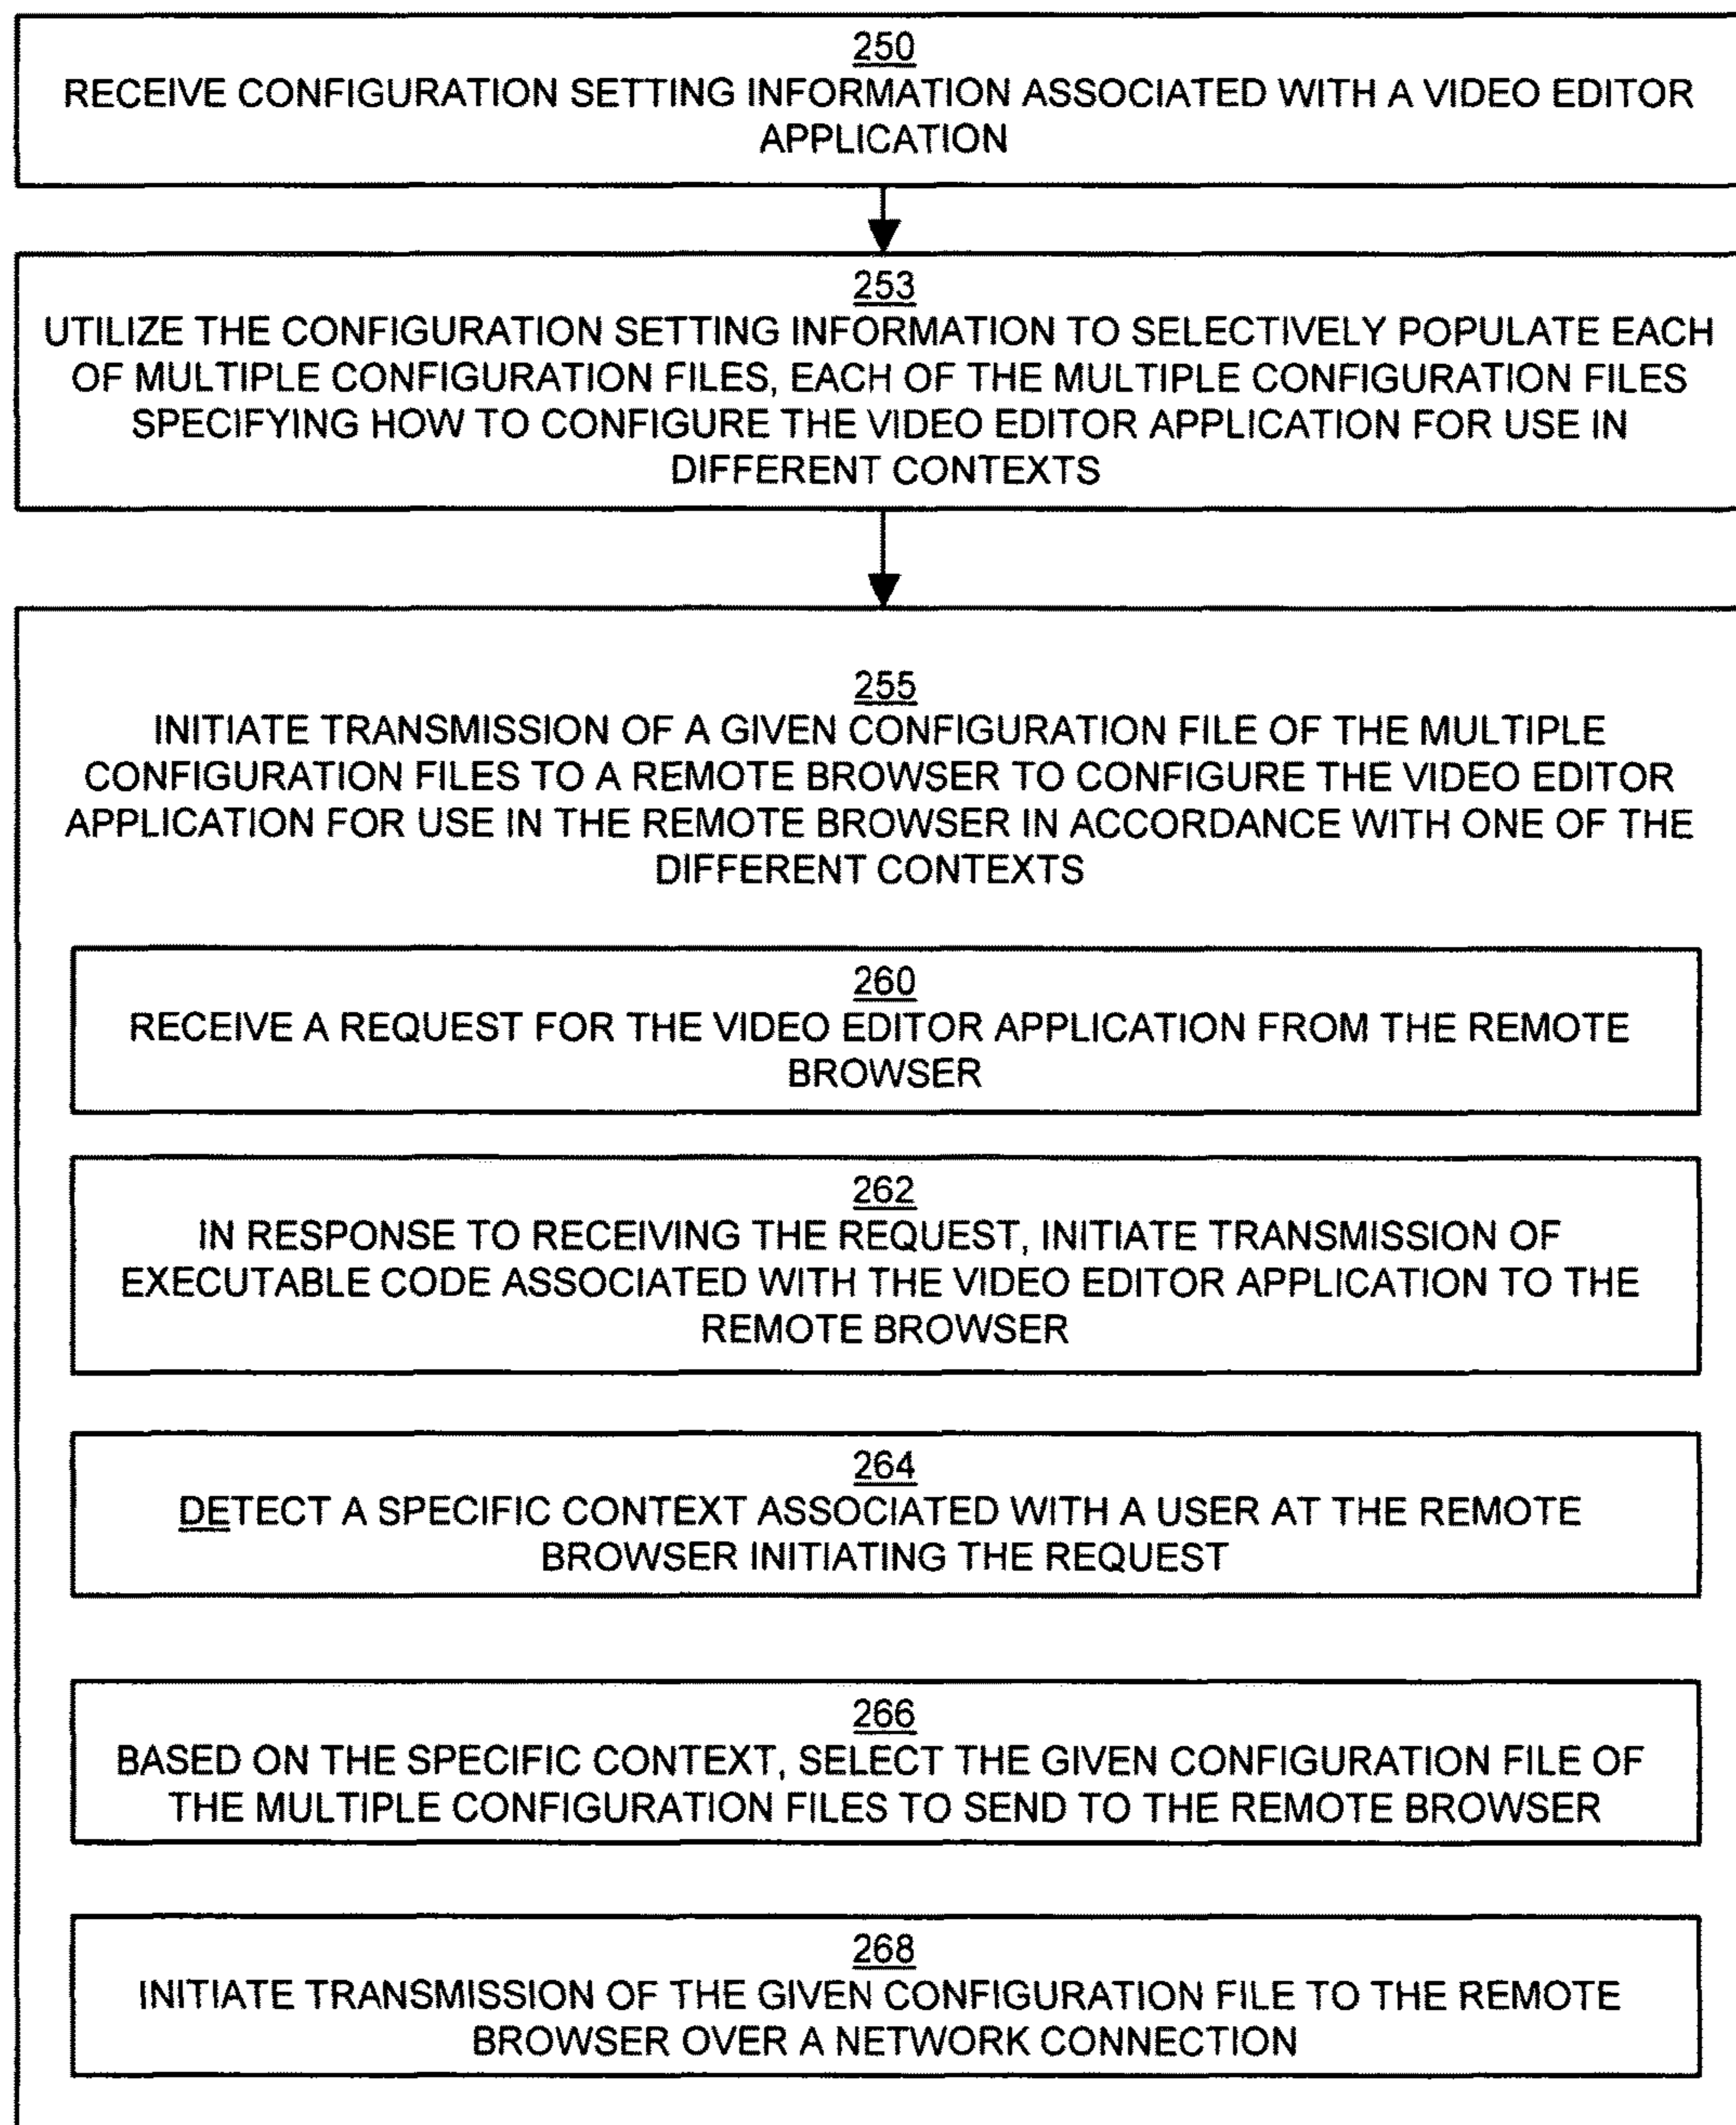 250
RECEIVE CONFIGURATION SETTING INFORMATION ASSOCIATED WITH A VIDEO EDITOR
APPLICATION
253
UTILIZE THE CONFIGURATION SETTING INFORMATION TO SELECTIVELY POPULATE EACH
OF MULTIPLE CONFIGURATION FILES, EACH OF THE MULTIPLE CONFIGURATION FILES
SPECIFYING HOW TO CONFIGURE THE VIDEO EDITOR APPLICATION FOR USE IN
DIFFERENT CONTEXTS
255
INITIATE TRANSMISSION OF A GIVEN CONFIGURATION FILE OF THE MULTIPLE
CONFIGURATION FILES TO A REMOTE BROWSER TO CONFIGURE THE VIDEO EDITOR
APPLICATION FOR USE IN THE REMOTE BROWSER IN ACCORDANCE WITH ONE OF THE
DIFFERENT CONTEXTS
260
RECEIVE A REQUEST FOR THE VIDEO EDITOR APPLICATION FROM THE REMOTE
BROWSER
262
IN RESPONSE TO RECEIVING THE REQUEST, INITIATE TRANSMISSION OF
EXECUTABLE CODE ASSOCIATED WITH THE VIDEO EDITOR APPLICATION TO THE
REMOTE BROWSER
264
DETECT A SPECIFIC CONTEXT ASSOCIATED WITH A USER AT THE REMOTE
BROWSER INITIATING THE REQUEST
266
BASED ON THE SPECIFIC CONTEXT, SELECT THE GIVEN CONFIGURATION FILE OF
THE MULTIPLE CONFIGURATION FILES TO SEND TO THE REMOTE BROWSER
268
INITIATE TRANSMISSION OF THE GIVEN CONFIGURATION FILE TO THE REMOTE
BROWSER OVER A NETWORK CONNECTION